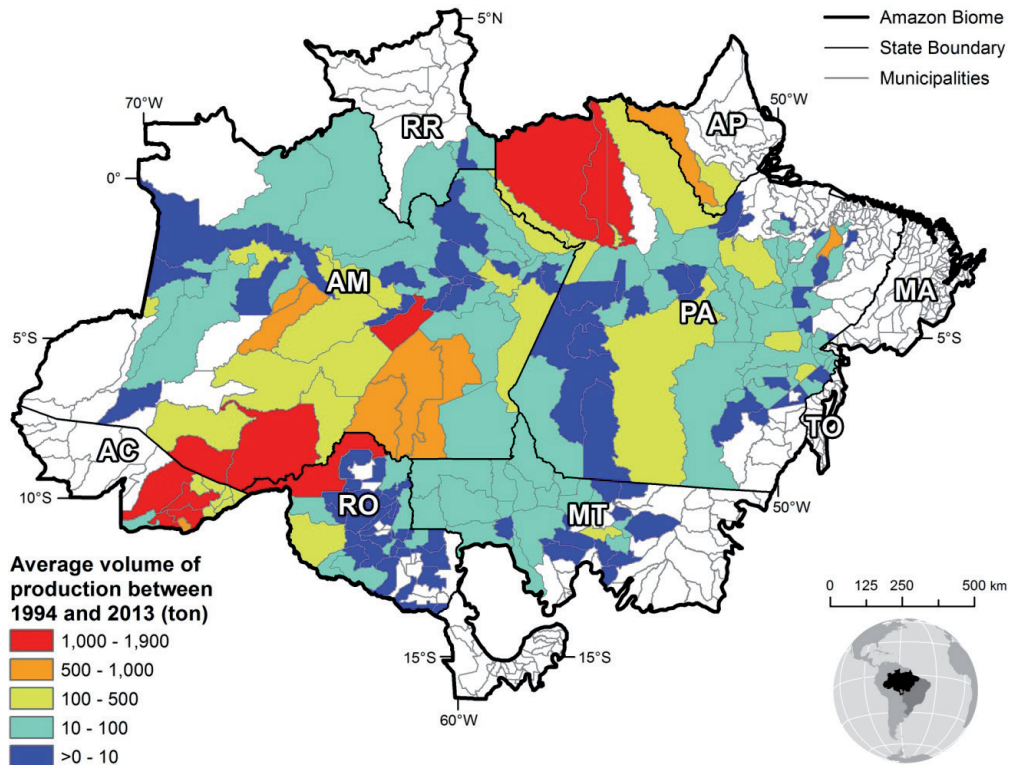 5°N
Amazon Biome
State Boundary
Municipalities
70°W
50°W
RR
AP
0°
AM
PA
MA
5°S
5°S
TO
AC
10°S
50°W
RO
MT
Average volume of
production between
1994 and 2013 (ton)
1,000 - 1,900
500 - 1,000
100 - 500
10 - 100
>0 - 10
15°S
15°S
60°W
0 125 250 500 km